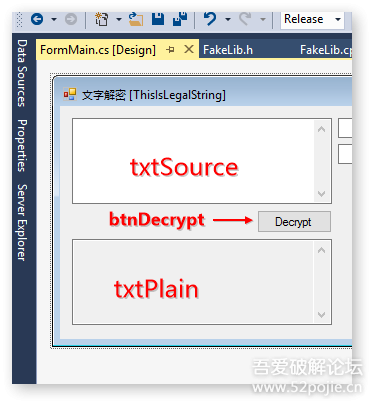 Release
FormMain.cs [Design]
FakeLib.h
FakeLib.cp
Data Sources
Properties
Server Explorer
文字解密 [ThisIsLegalString]
txtSource
btnDecrypt
Decrypt
txtPlain
吾爱破解论坛
www.52pojie.cn